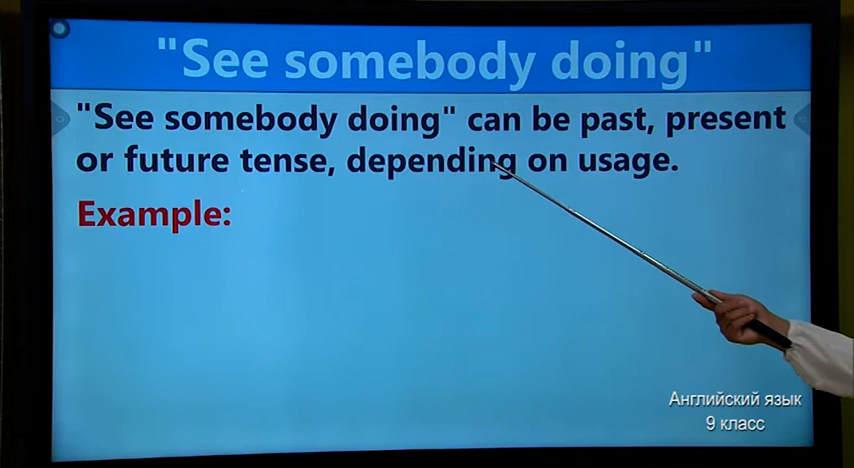 "See somebody doing"
"See somebody doing" can be past, present
or future tense, depending on usage.
Example:
Английский язык
9 класс